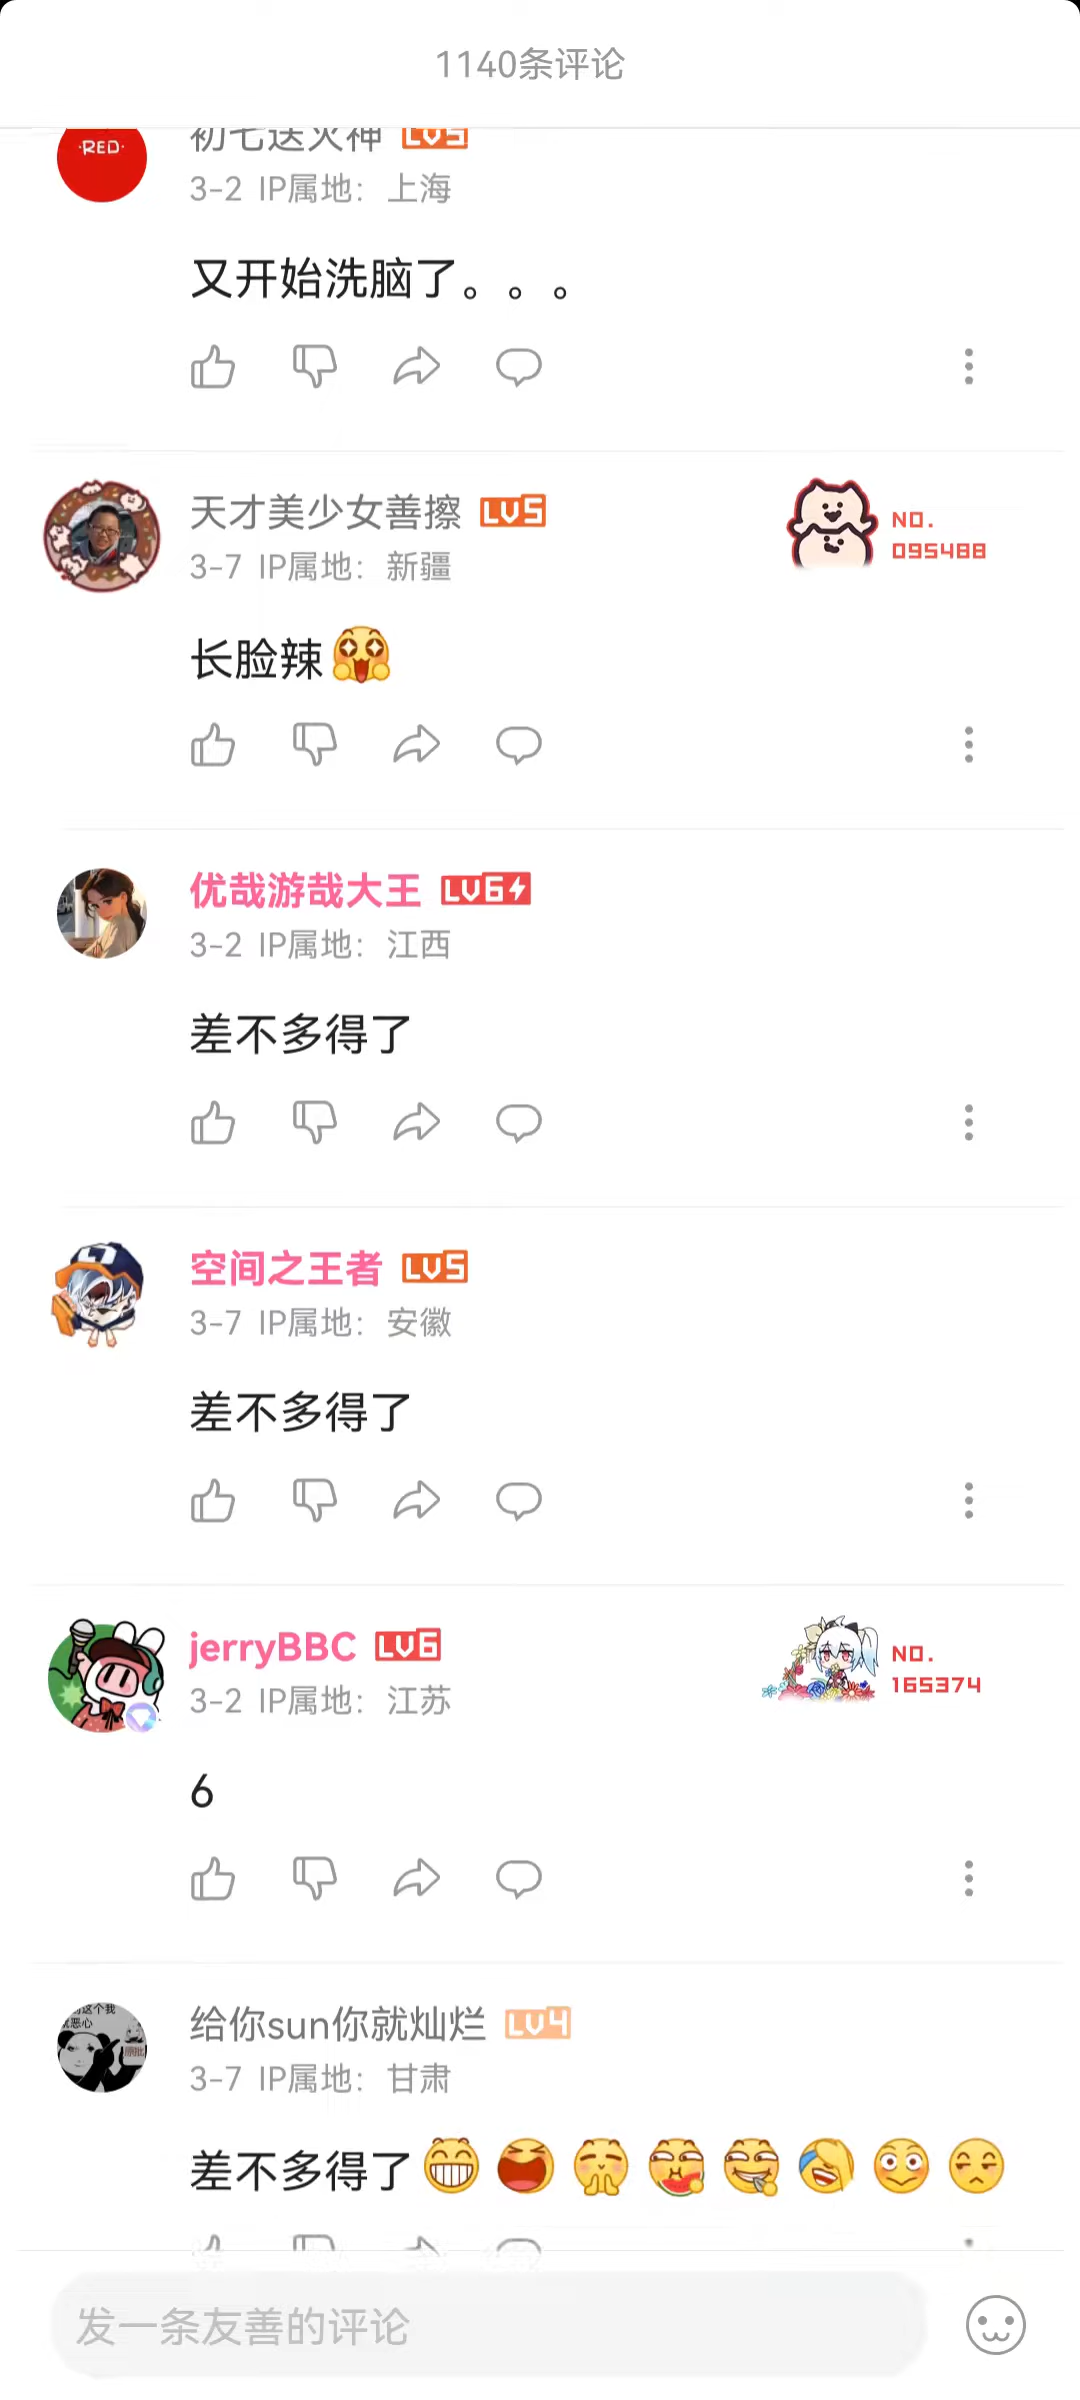 1140条评论
·RED·
初七送火神 LV5
3-2 IP属地：上海
又开始洗脑了。。。
天才美少女善擦 LV5
NO.
095488
3-7 IP属地：新疆
长脸辣
优哉游哉大王 LV6
3-2 IP属地：江西
差不多得了
空间之王者 LV5
3-7 IP属地：安徽
差不多得了
jerryBBC LV6
NO.
165374
3-2 IP属地：江苏
6
给你sun你就灿烂 LV4
3-7 IP属地：甘肃
差不多得了
发一条友善的评论